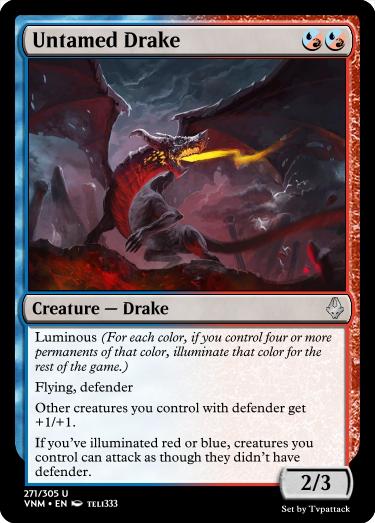 Untamed Drake
Creature — Drake
Luminous (For each color, if you control four or more
permanents of that color, illuminate that color for the
rest of the game.)
Flying, defender
Other creatures you control with defender get
+1/+1.
If you've illuminated red or blue, creatures you
control can attack as though they didn't have
defender.
2/3
271/305 U
VNM • EN TELI333
Set by Tvpattack